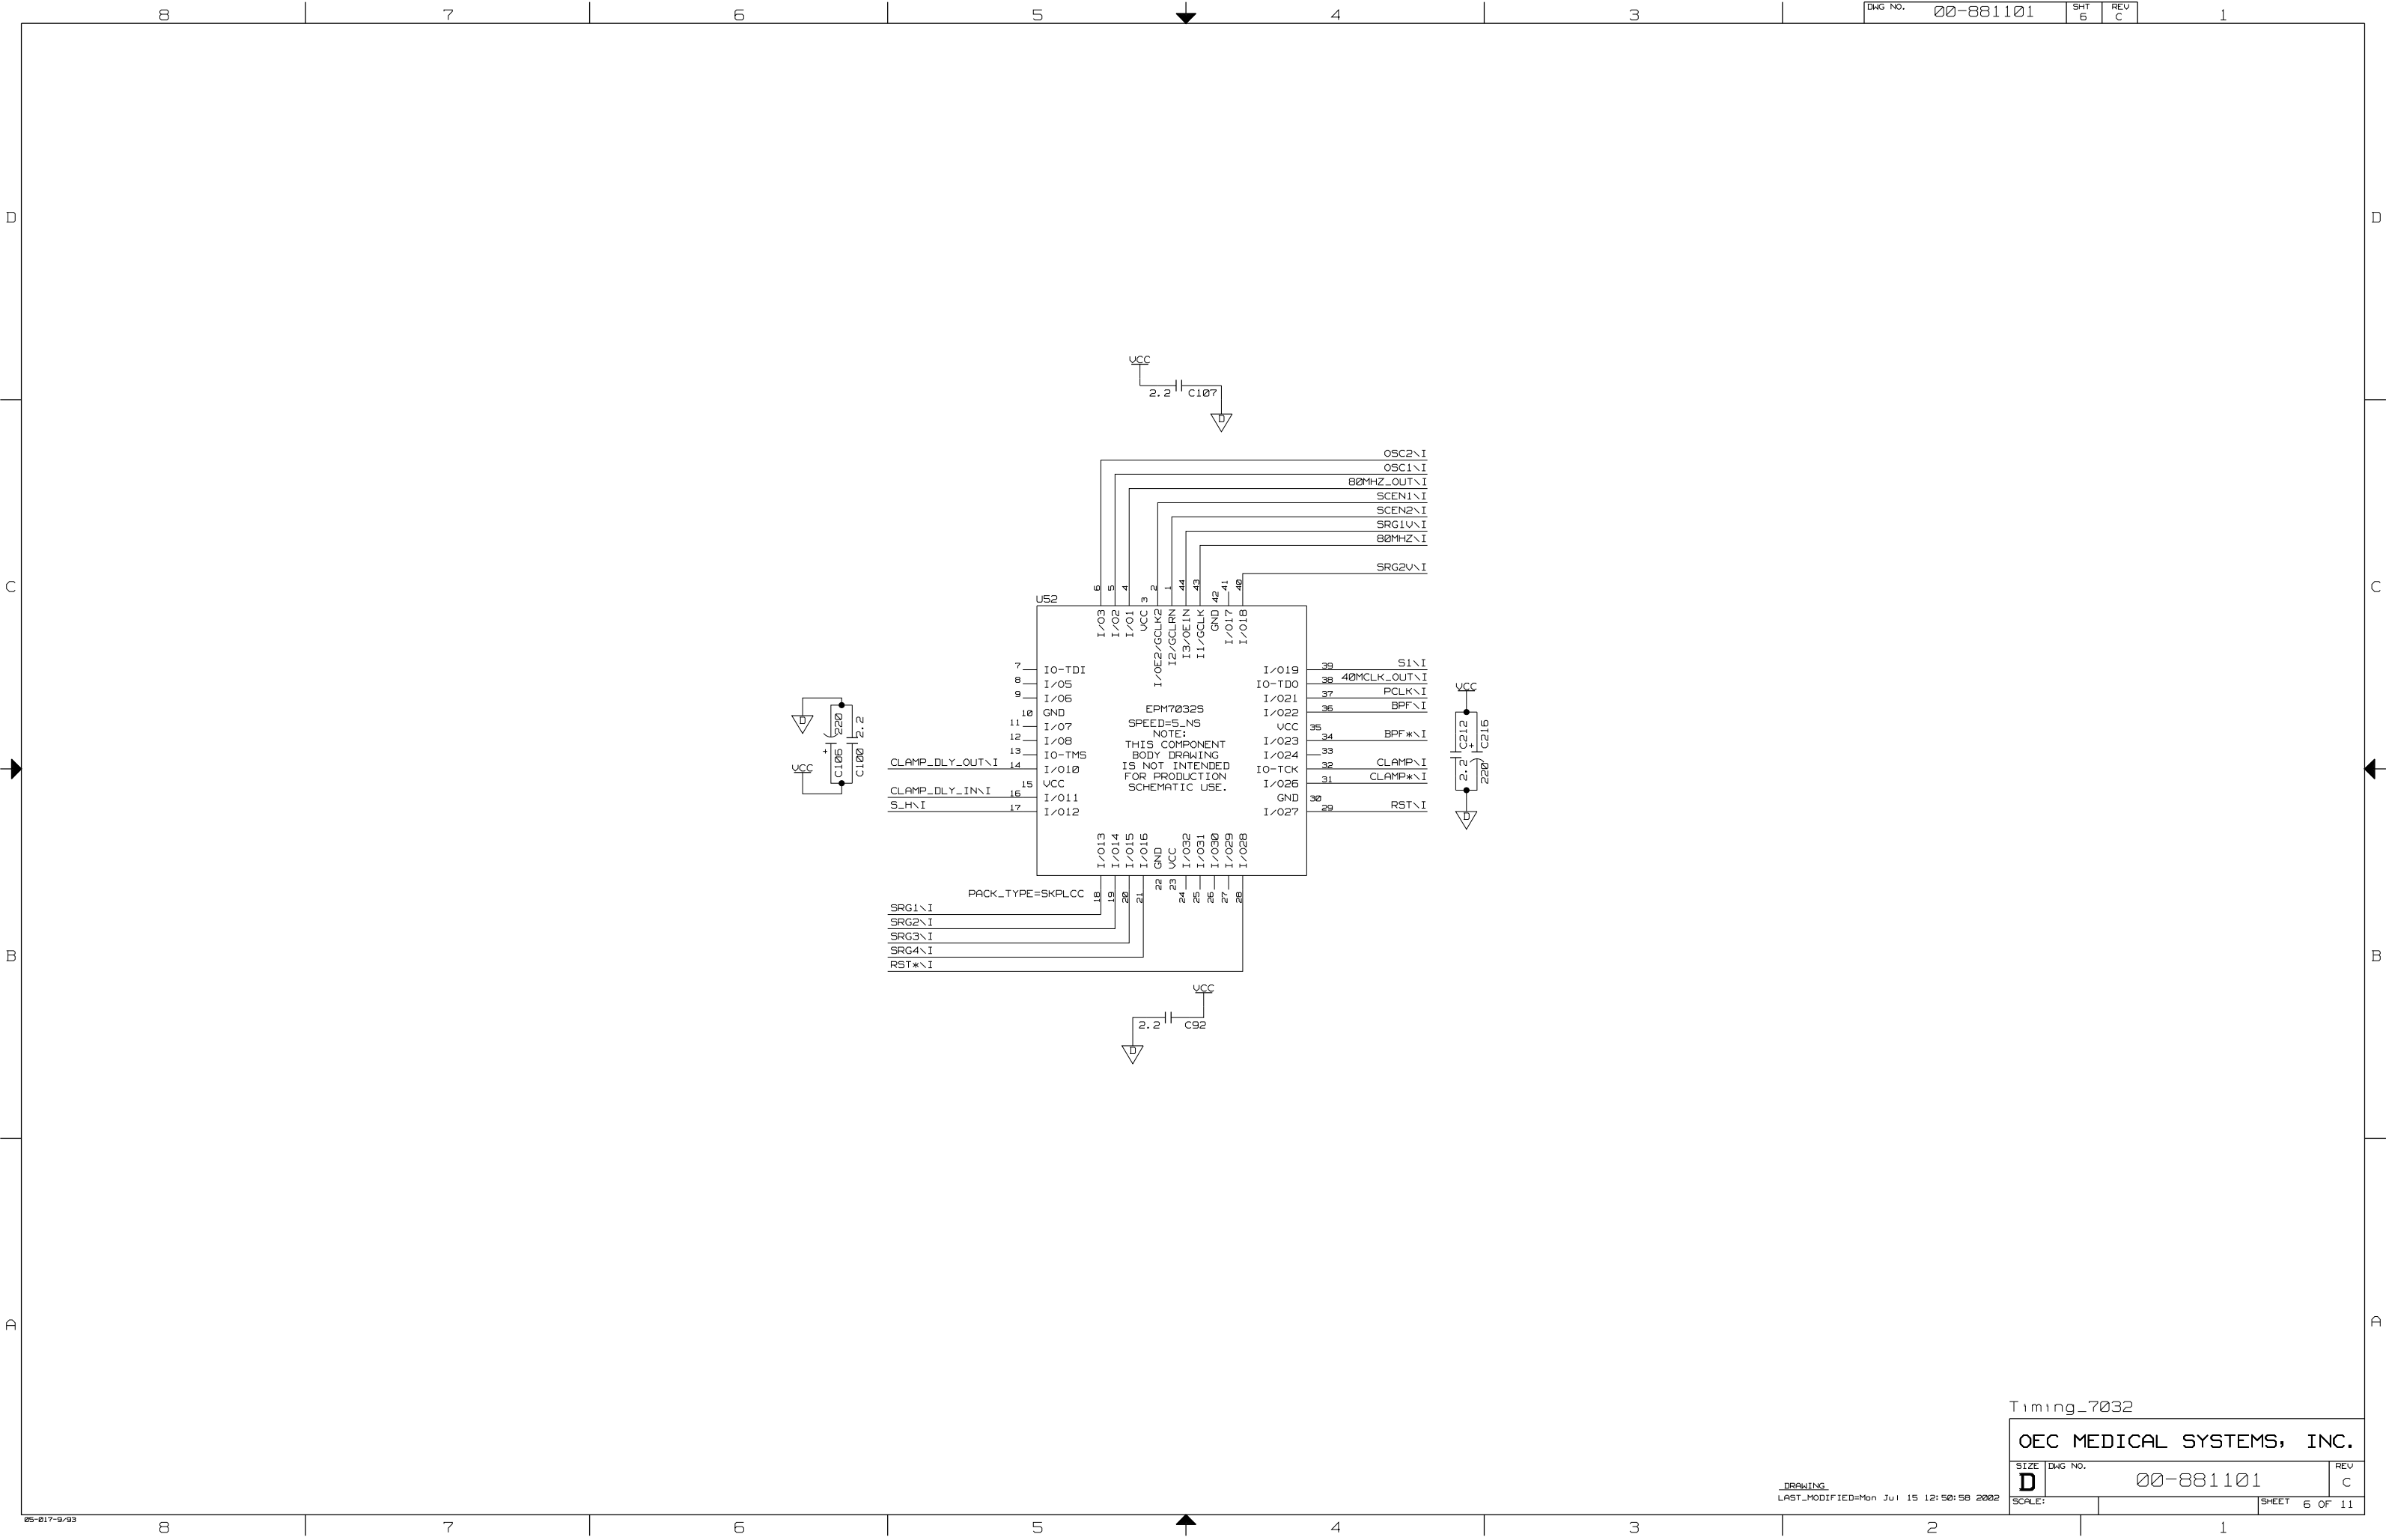 8 7 6 5 4 3 1
DWG NO. 00-881101 SHT 6 REV C
D D
VCC
2.2 C107
D
OSC2\I
OSC1\I
80MHZ_OUT\I
SCEN1\I
SCEN2\I
SRG1V\I
80MHZ\I
SRG2V\I
C C
6 5 4 3 2 1 44 43 42 41 40
U52
I/O3 I/O2 I/O1 VCC I/OE2/GCLK2 I2/GCLRN I3/OE1N I1/GCLK GND I/O17 I/O18
7 IO-TDI I/O19 39 S1\I
8 I/O5 IO-TDO 38 40MCLK_OUT\I
9 I/O6 I/O21 37 PCLK\I
10 GND I/O22 36 BPF\I
11 I/O7 VCC 35
12 I/O8 I/O23 34 BPF*\I
13 IO-TMS I/O24 33
CLAMP_DLY_OUT\I 14 I/O10 IO-TCK 32 CLAMP\I
15 VCC I/O26 31 CLAMP*\I
CLAMP_DLY_IN\I 16 I/O11 GND 30
S_H\I 17 I/O12 I/O27 29 RST\I
EPM7032S
SPEED=5_NS
NOTE:
THIS COMPONENT
BODY DRAWING
IS NOT INTENDED
FOR PRODUCTION
SCHEMATIC USE.
D
VCC
+
C106 220
C100 2.2
VCC
2.2 C212
+
220 C216
D
I/O13 I/O14 I/O15 I/O16 GND VCC I/O32 I/O31 I/O30 I/O29 I/O28
PACK_TYPE=SKPLCC 18 19 20 21 22 23 24 25 26 27 28
SRG1\I
SRG2\I
SRG3\I
SRG4\I
RST*\I
B B
VCC
2.2 C92
D
A A
Timing_7032
OEC MEDICAL SYSTEMS, INC.
SIZE D DWG NO. 00-881101 REV C
SCALE: SHEET 6 OF 11
DRAWING
LAST_MODIFIED=Mon Jul 15 12:50:58 2002
05-017-9/93
8 7 6 5 4 3 2 1